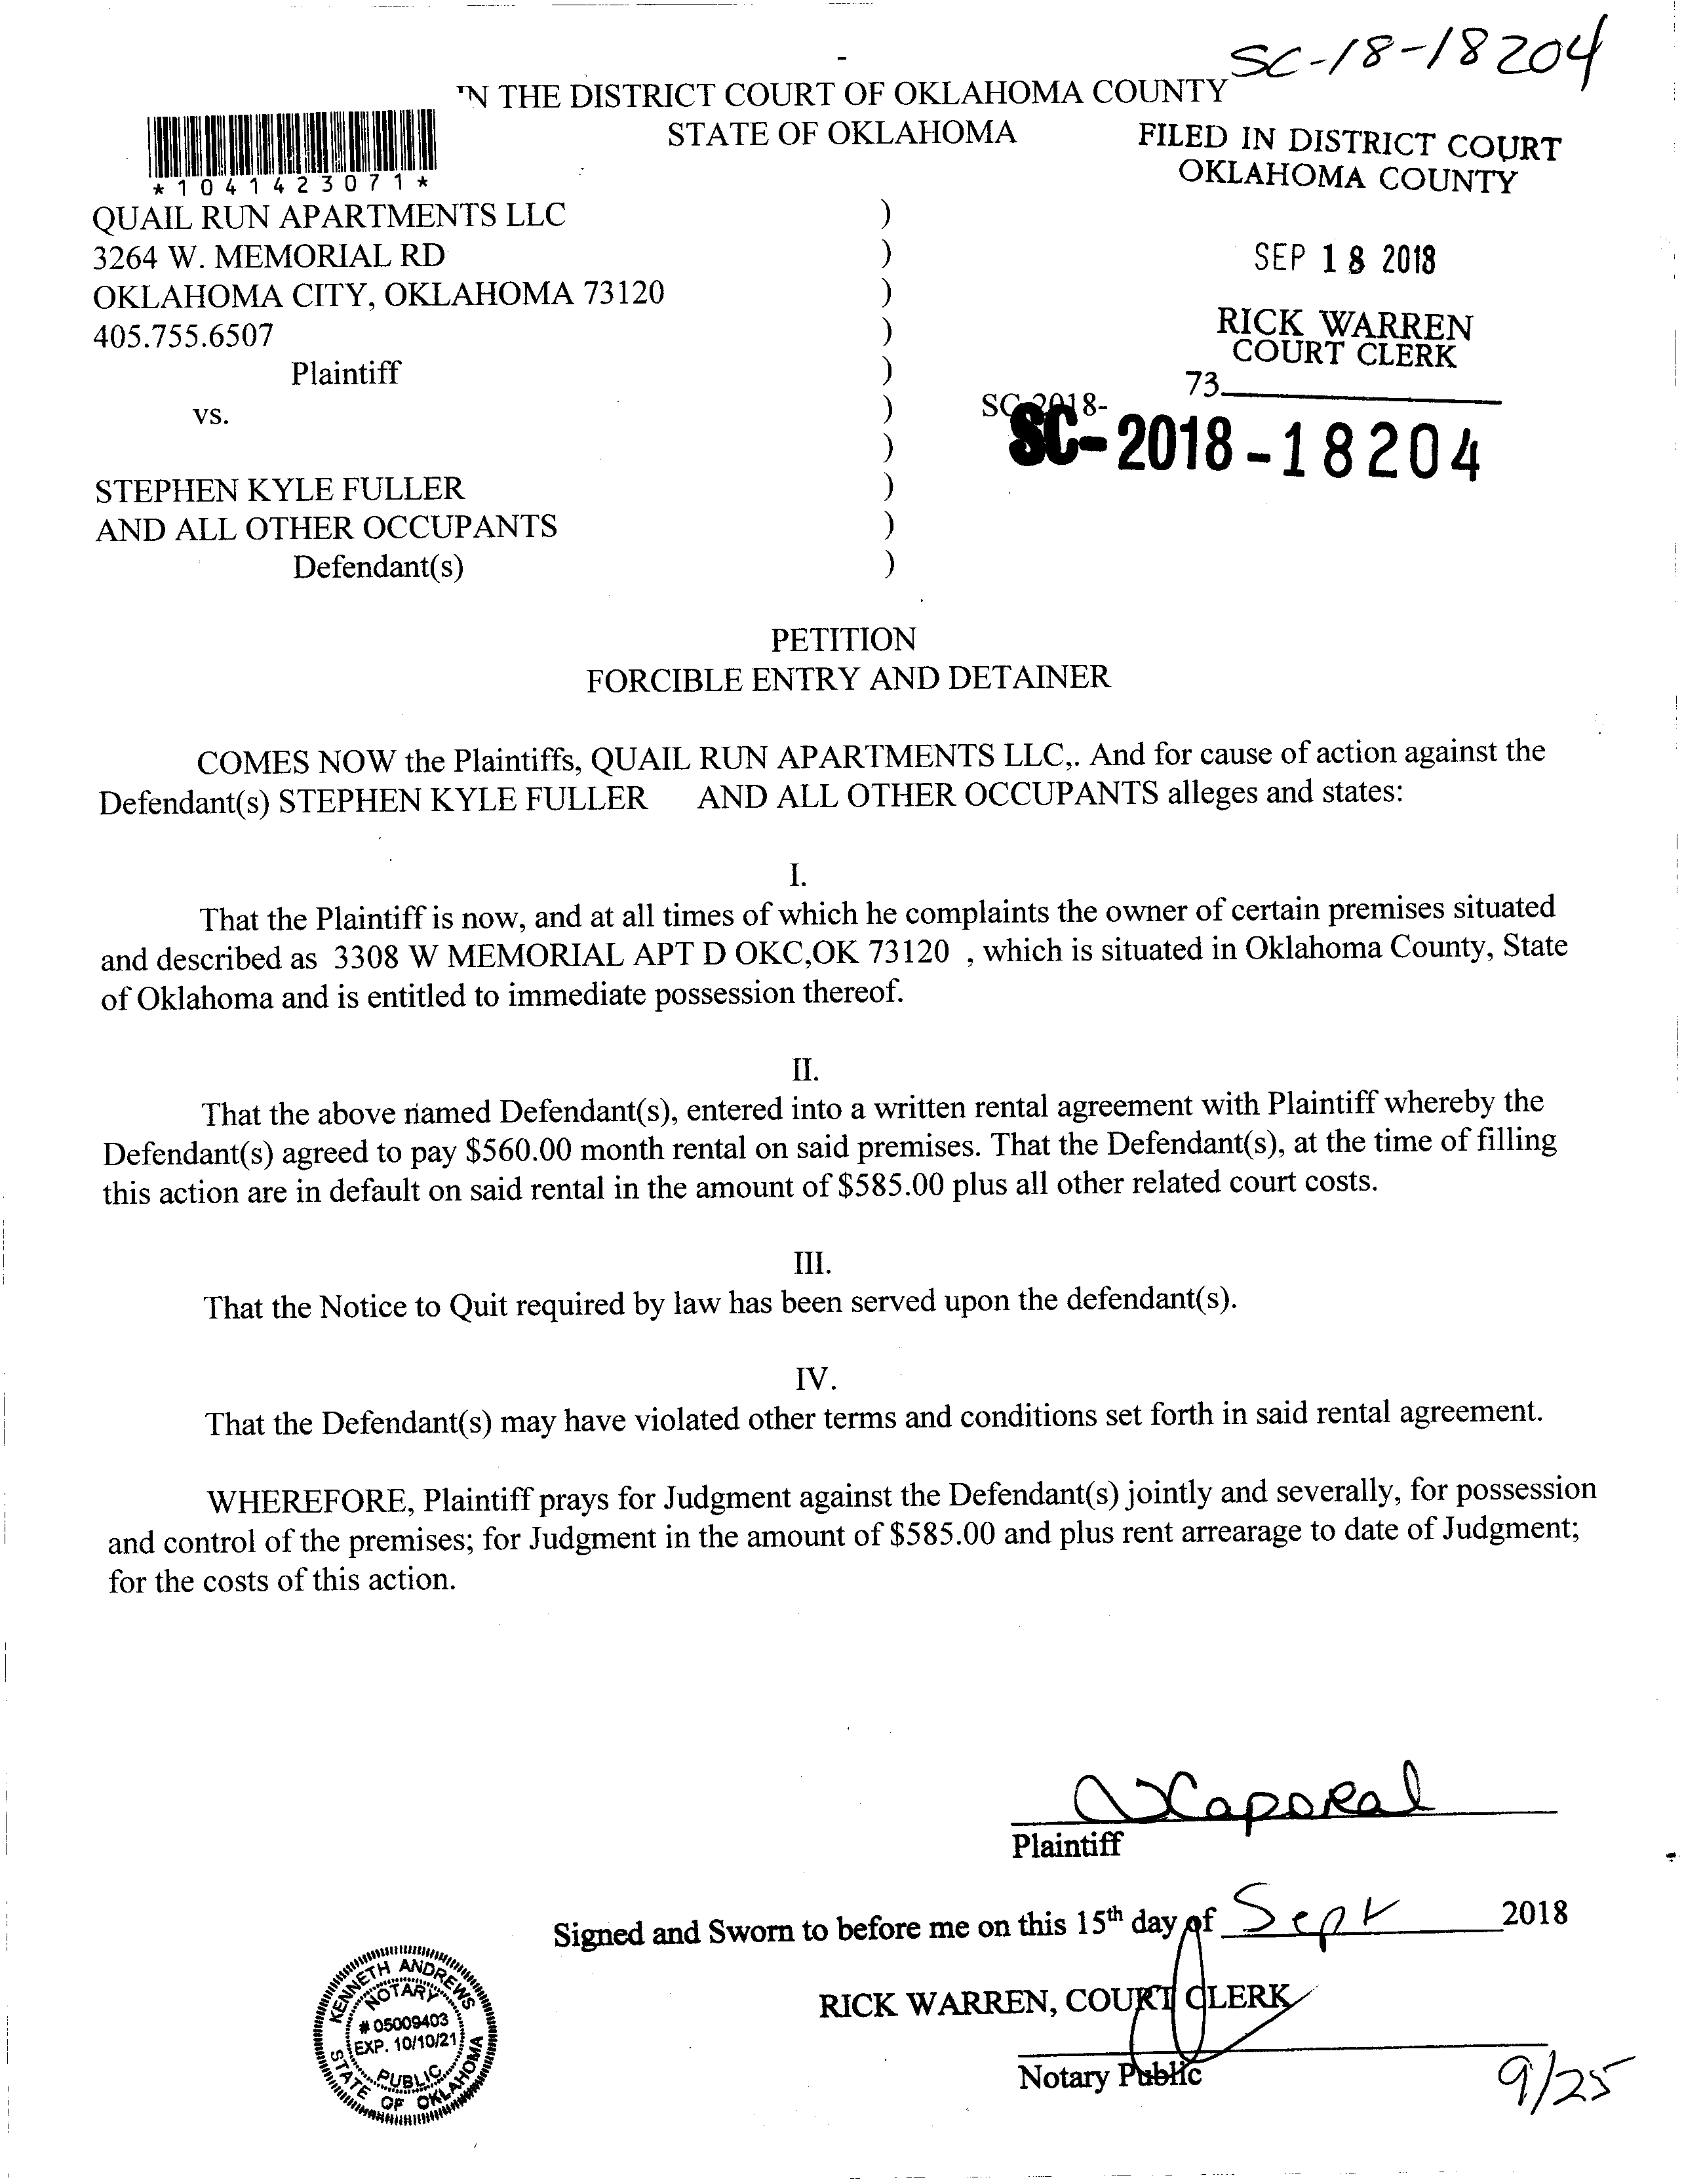 SC-18-18204
'N THE DISTRICT COURT OF OKLAHOMA COUNTY
STATE OF OKLAHOMA
FILED IN DISTRICT COURT
OKLAHOMA COUNTY
*1041423071*
QUAIL RUN APARTMENTS LLC )
3264 W. MEMORIAL RD )
SEP 18 2018
OKLAHOMA CITY, OKLAHOMA 73120 )
405.755.6507 )
RICK WARREN
COURT CLERK
Plaintiff )
73
vs. )
SC-2018-
SC-2018-18204
)
STEPHEN KYLE FULLER )
AND ALL OTHER OCCUPANTS )
Defendant(s) )
PETITION
FORCIBLE ENTRY AND DETAINER
COMES NOW the Plaintiffs, QUAIL RUN APARTMENTS LLC,. And for cause of action against the
Defendant(s) STEPHEN KYLE FULLER AND ALL OTHER OCCUPANTS alleges and states:
I.
That the Plaintiff is now, and at all times of which he complaints the owner of certain premises situated
and described as 3308 W MEMORIAL APT D OKC,OK 73120 , which is situated in Oklahoma County, State
of Oklahoma and is entitled to immediate possession thereof.
II.
That the above named Defendant(s), entered into a written rental agreement with Plaintiff whereby the
Defendant(s) agreed to pay $560.00 month rental on said premises. That the Defendant(s), at the time of filling
this action are in default on said rental in the amount of $585.00 plus all other related court costs.
III.
That the Notice to Quit required by law has been served upon the defendant(s).
IV.
That the Defendant(s) may have violated other terms and conditions set forth in said rental agreement.
WHEREFORE, Plaintiff prays for Judgment against the Defendant(s) jointly and severally, for possession
and control of the premises; for Judgment in the amount of $585.00 and plus rent arrearage to date of Judgment;
for the costs of this action.
Caporal
Plaintiff
Signed and Sworn to before me on this 15th day of Sept 2018
RICK WARREN, COURT CLERK
Notary Public
9/25
KENNETH ANDREWS
NOTARY
# 05009403
EXP. 10/10/21
PUBLIC
STATE OF OKLAHOMA